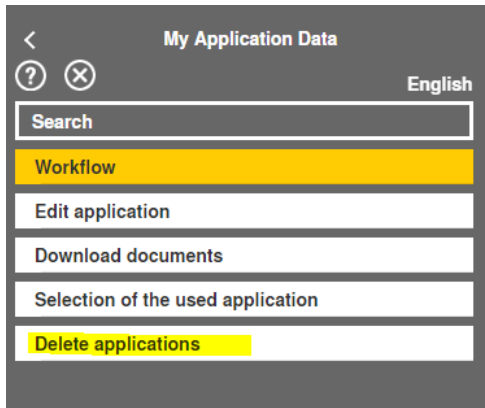 My Application Data
English
Search
Workflow
Edit application
Download documents
Selection of the used application
Delete applications